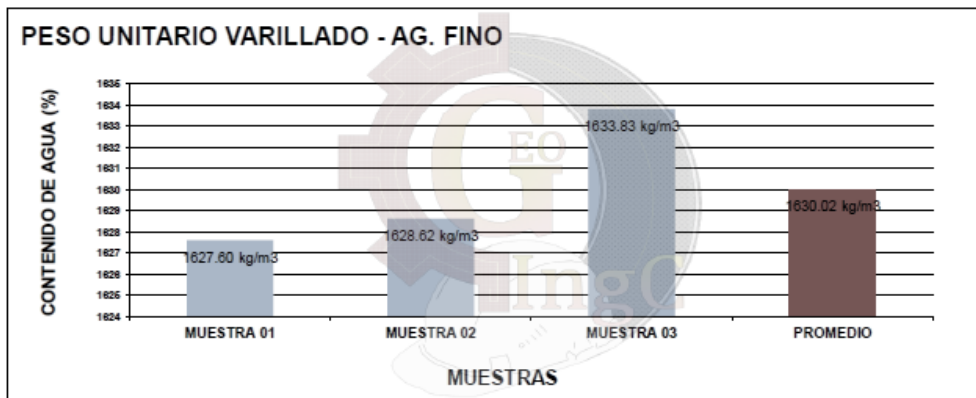 PESO UNITARIO VARILLADO - AG. FINO
CONTENIDO DE AGUA (%)
1635
1634
1633
1632
1631
1630
1629
1628
1627
1626
1625
1624
1627.60 kg/m3
1628.62 kg/m3
1633.83 kg/m3
1630.02 kg/m3
MUESTRA 01
MUESTRA 02
MUESTRA 03
PROMEDIO
MUESTRAS
GEO
IngC